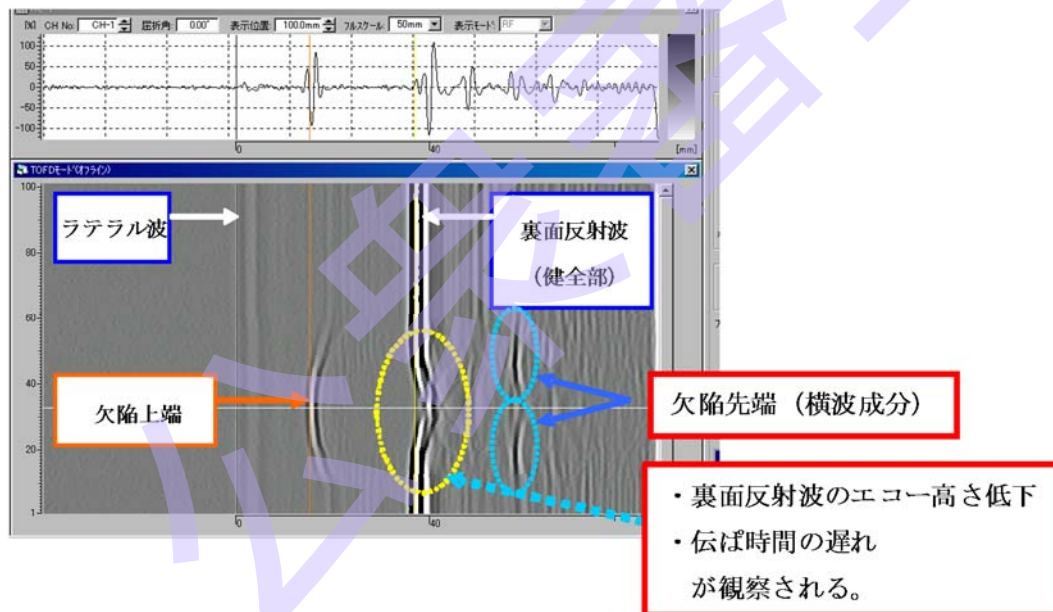 [X] CH No: CH-1 屈折角: 0.00° 表示位置: 100.0mm フルスケール: 50mm 表示モード: RF
100
50
0
-50
-100
0
40
[mm]
TOFDモード(オフライン)
100
80
60
40
20
1
0
40
ラテラル波
裏面反射波
(健全部)
欠陥上端
欠陥先端(横波成分)
・裏面反射波のエコー高さ低下
・伝ぱ時間の遅れ
が観察される。